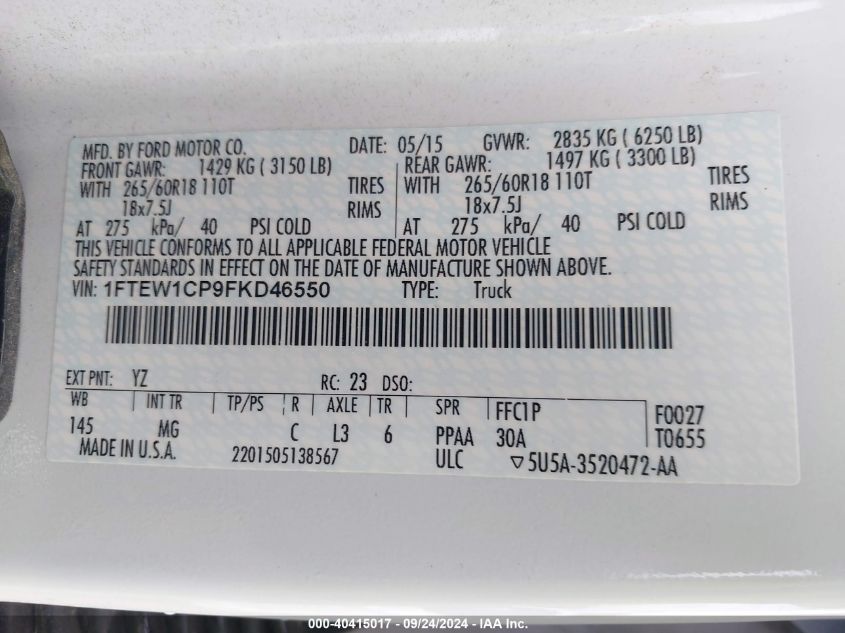 MFD. BY FORD MOTOR CO. DATE: 05/15 GVWR: 2835 KG ( 6250 LB)
FRONT GAWR: 1429 KG ( 3150 LB) REAR GAWR: 1497 KG ( 3300 LB)
WITH 265/60R18 110T TIRES WITH 265/60R18 110T TIRES
18x7.5J RIMS 18x7.5J RIMS
AT 275 kPa/ 40 PSI COLD AT 275 kPa/ 40 PSI COLD
THIS VEHICLE CONFORMS TO ALL APPLICABLE FEDERAL MOTOR VEHICLE
SAFETY STANDARDS IN EFFECT ON THE DATE OF MANUFACTURE SHOWN ABOVE.
VIN: 1FTEW1CP9FKD46550 TYPE: Truck
EXT PNT: YZ RC: 23 DSO:
WB INT TR TP/PS R AXLE TR SPR FFC1P F0027
145 MG C L3 6 PPAA 30A T0655
MADE IN U.S.A. 2201505138567 ULC ▽5U5A-3520472-AA
000-40415017 - 09/24/2024 - IAA Inc.